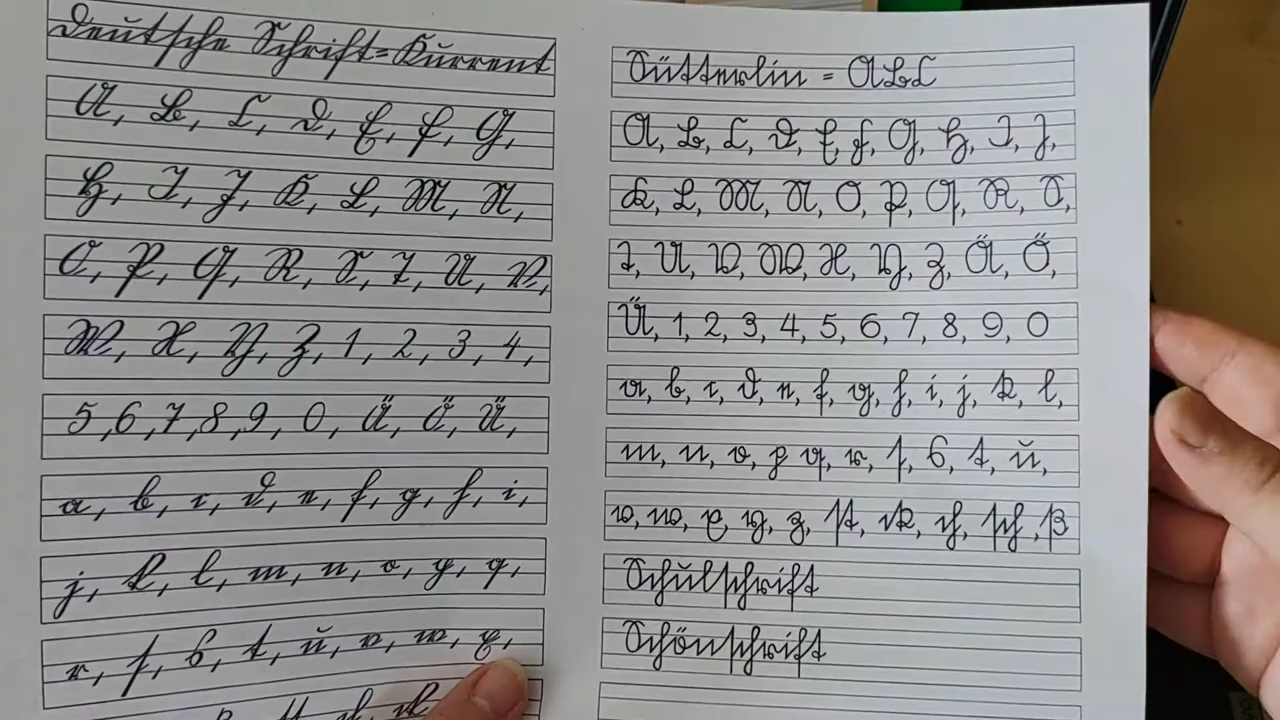 Deutsche Schrift=Kurrent
A, B, C, D, E, F, G,
H, I, J, K, L, M, N,
O, P, Q, R, S, T, U, V,
W, X, Y, Z, 1, 2, 3, 4,
5, 6, 7, 8, 9, 0, Ä, Ö, Ü,
a, b, c, d, e, f, g, h, i,
j, k, l, m, n, o, p, q,
r, ſ, s, t, u, v, w, x,
Sütterlin = ABC
A, B, C, D, E, F, G, H, I, J,
K, L, M, N, O, P, Q, R, S,
T, U, V, W, X, Y, Z, Ä, Ö,
Ü, 1, 2, 3, 4, 5, 6, 7, 8, 9, 0
a, b, c, d, e, f, g, h, i, j, k, l,
m, n, o, p q, r, ſ, s, t, u,
v, w, x, y, z, ſt, ck, ch, ſch, ß
Schulſchrift
Schönſchrift